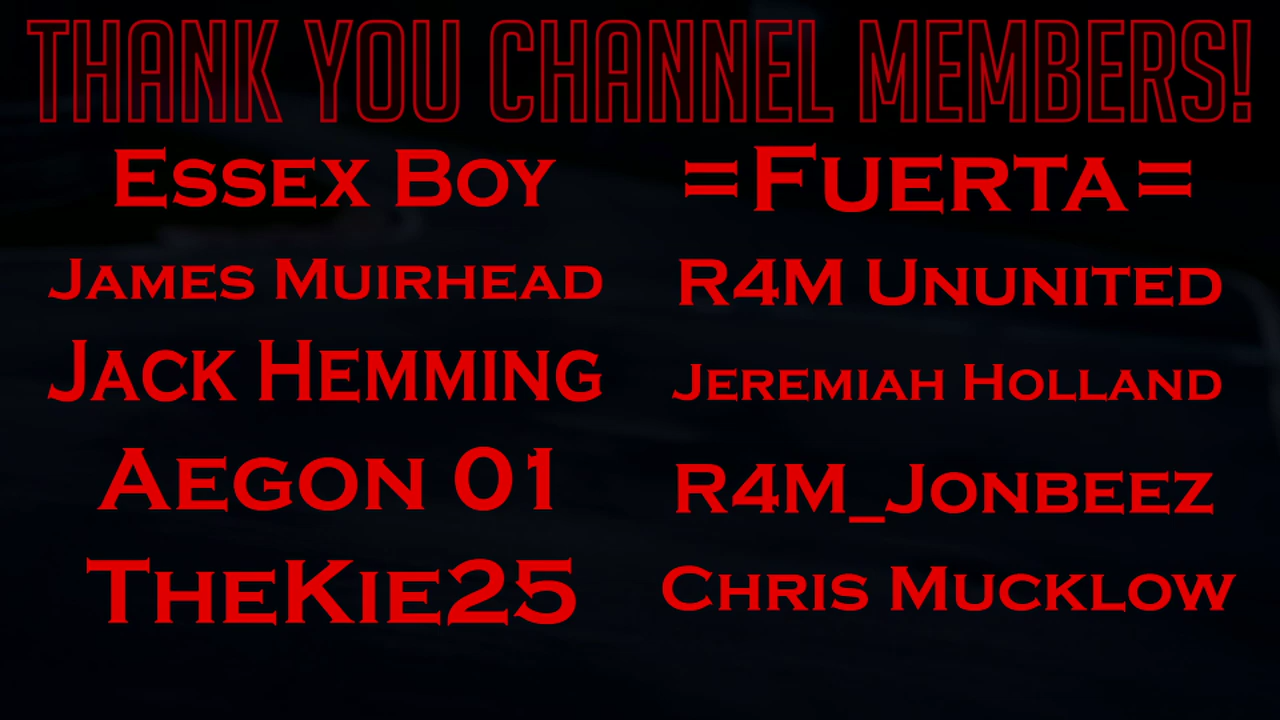 THANK YOU CHANNEL MEMBERS!
Essex Boy
=Fuerta=
James Muirhead
R4M Ununited
Jack Hemming
Jeremiah Holland
Aegon 01
R4M_Jonbeez
TheKie25
Chris Mucklow